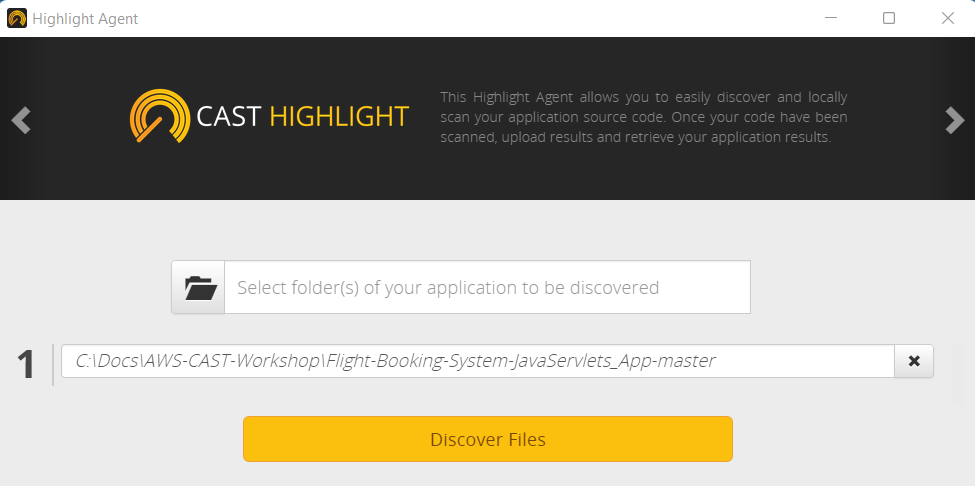 Highlight Agent
CAST HIGHLIGHT
This Highlight Agent allows you to easily discover and locally
scan your application source code. Once your code have been
scanned, upload results and retrieve your application results.
Select folder(s) of your application to be discovered
1
C:\Docs\AWS-CAST-Workshop\Flight-Booking-System-JavaServlets_App-master
Discover Files